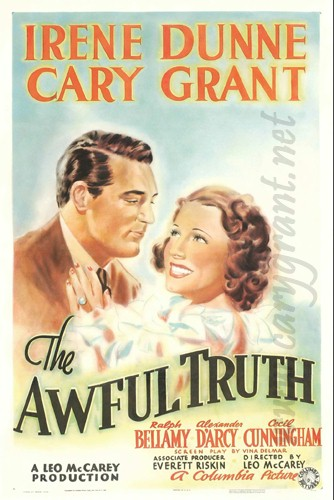 IRENE DUNNE
CARY GRANT
carygrant.net
The
AWFUL TRUTH
Ralph Alexander Cecil
BELLAMY D'ARCY CUNNINGHAM
SCREEN PLAY BY VINA DELMAR
ASSOCIATE PRODUCER
EVERETT RISKIN
DIRECTED BY
LEO McCAREY
A LEO McCAREY
PRODUCTION
A Columbia Picture